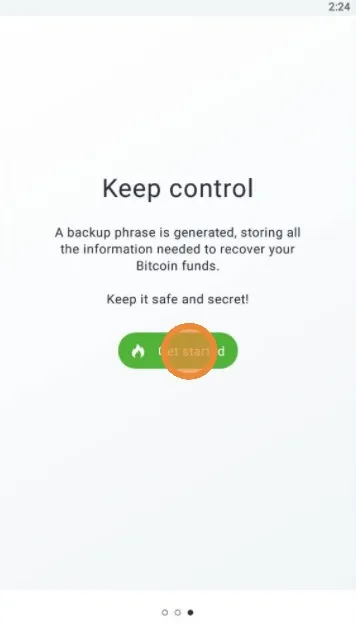 2:24
Keep control
A backup phrase is generated, storing all
the information needed to recover your
Bitcoin funds.
Keep it safe and secret!
Get started